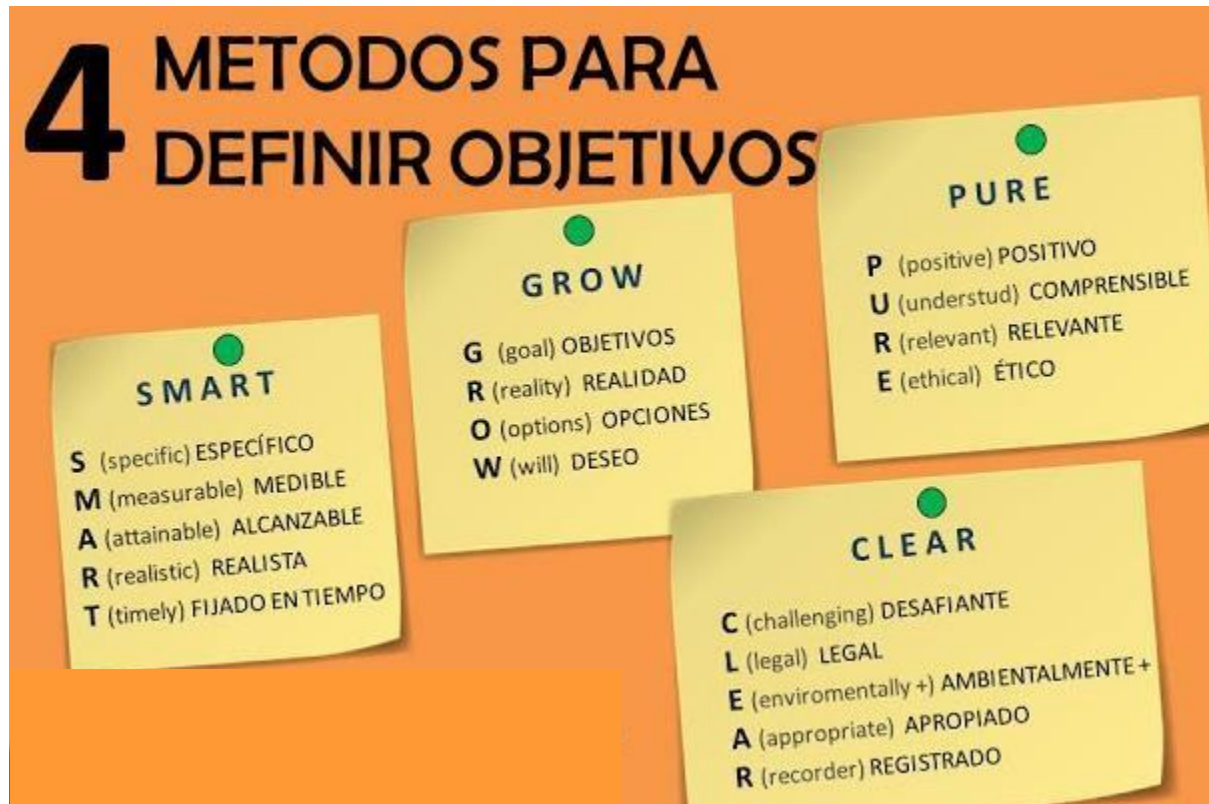 4 METODOS PARA
DEFINIR OBJETIVOS
SMART
S (specific) ESPECÍFICO
M (measurable) MEDIBLE
A (attainable) ALCANZABLE
R (realistic) REALISTA
T (timely) FIJADO EN TIEMPO
GROW
G (goal) OBJETIVOS
R (reality) REALIDAD
O (options) OPCIONES
W (will) DESEO
PURE
P (positive) POSITIVO
U (understud) COMPRENSIBLE
R (relevant) RELEVANTE
E (ethical) ÉTICO
CLEAR
C (challenging) DESAFIANTE
L (legal) LEGAL
E (enviromentally +) AMBIENTALMENTE +
A (appropriate) APROPIADO
R (recorder) REGISTRADO